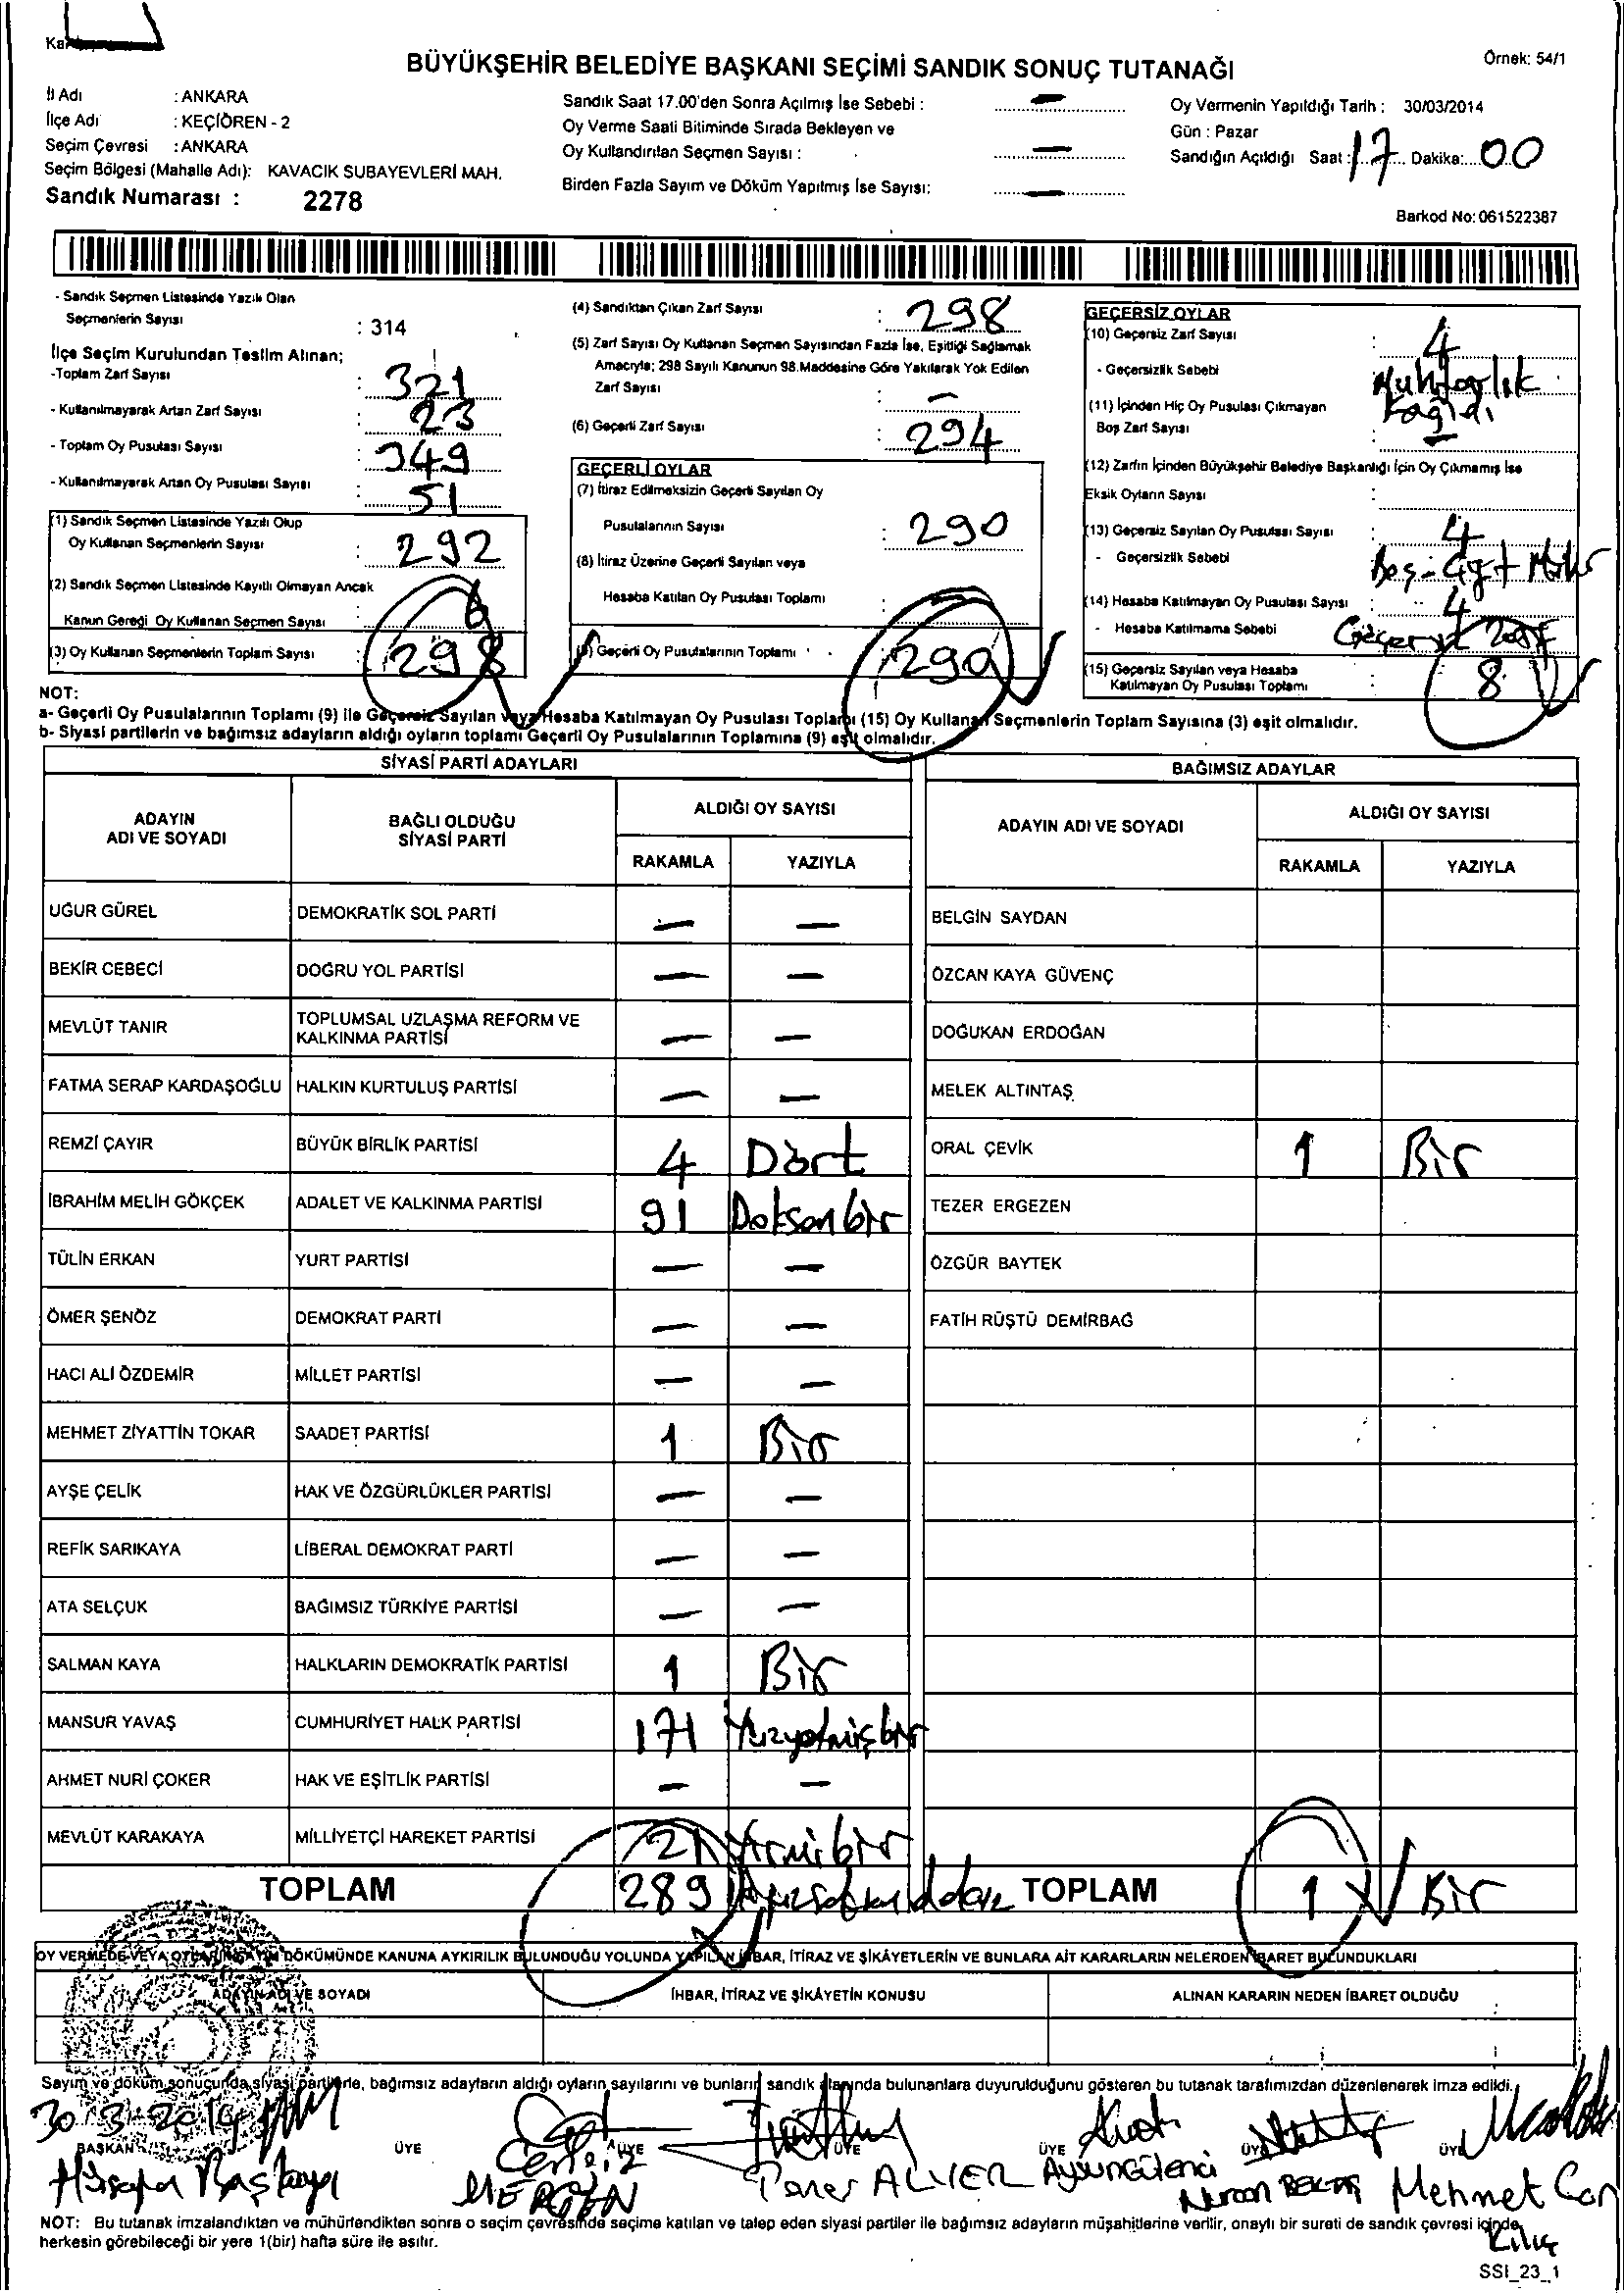 BÜYÜKŞEHİR BELEDİYE BAŞKANI SEÇİMİ SANDIK SONUÇ TUTANAĞI
Örnek: 54/1
İl Adı : ANKARA
İlçe Adı : KEÇİÖREN - 2
Seçim Çevresi : ANKARA
Seçim Bölgesi (Mahalle Adı): KAVACIK SUBAYEVLERİ MAH.
Sandık Numarası : 2278
Sandık Saat 17.00'den Sonra Açılmış İse Sebebi : —
Oy Verme Saati Bitiminde Sırada Bekleyen ve
Oy Kullandırılan Seçmen Sayısı : —
Birden Fazla Sayım ve Döküm Yapılmış İse Sayısı: —
Oy Vermenin Yapıldığı Tarih : 30/03/2014
Gün : Pazar
Sandığın Açıldığı Saat : 17 Dakika: 00
Barkod No: 061522387
- Sandık Seçmen Listesinde Yazılı Olan
Seçmenlerin Sayısı : 314
İlçe Seçim Kurulundan Teslim Alınan;
-Toplam Zarf Sayısı : 321
- Kullanılmayarak Artan Zarf Sayısı : 23
- Toplam Oy Pusulası Sayısı : 349
- Kullanılmayarak Artan Oy Pusulası Sayısı : 51
(1) Sandık Seçmen Listesinde Yazılı Olup
Oy Kullanan Seçmenlerin Sayısı : 292
(2) Sandık Seçmen Listesinde Kayıtlı Olmayan Ancak
Kanun Gereği Oy Kullanan Seçmen Sayısı : 6
(3) Oy Kullanan Seçmenlerin Toplam Sayısı : 298
(4) Sandıktan Çıkan Zarf Sayısı : 298
(5) Zarf Sayısı Oy Kullanan Seçmen Sayısından Fazla İse, Eşitliği Sağlamak
Amacıyla; 298 Sayılı Kanunun 98.Maddesine Göre Yakılarak Yok Edilen
Zarf Sayısı : —
(6) Geçerli Zarf Sayısı : 294
GEÇERLİ OYLAR
(7) İtiraz Edilmeksizin Geçerli Sayılan Oy
Pusulalarının Sayısı : 290
(8) İtiraz Üzerine Geçerli Sayılan veya
Hesaba Katılan Oy Pusulası Toplamı :
(9) Geçerli Oy Pusulalarının Toplamı : 290
GEÇERSİZ OYLAR
(10) Geçersiz Zarf Sayısı : 4
- Geçersizlik Sebebi : Muhtarlık Kağıdı
(11) İçinden Hiç Oy Pusulası Çıkmayan
Boş Zarf Sayısı : —
(12) Zarfın İçinden Büyükşehir Belediye Başkanlığı İçin Oy Çıkmamış İse
Eksik Oyların Sayısı :
(13) Geçersiz Sayılan Oy Pusulası Sayısı : 4
- Geçersizlik Sebebi : Boş-Çift Mühür
(14) Hesaba Katılmayan Oy Pusulası Sayısı : 4
- Hesaba Katılmama Sebebi : Geçersiz Zarf
(15) Geçersiz Sayılan veya Hesaba
Katılmayan Oy Pusulası Toplamı : 8
NOT:
a- Geçerli Oy Pusulalarının Toplamı (9) ile Geçersiz Sayılan veya Hesaba Katılmayan Oy Pusulası Toplamı (15) Oy Kullanan Seçmenlerin Toplam Sayısına (3) eşit olmalıdır.
b- Siyasi partilerin ve bağımsız adayların aldığı oyların toplamı Geçerli Oy Pusulalarının Toplamına (9) eşit olmalıdır.
SİYASİ PARTİ ADAYLARI
ADAYIN ADI VE SOYADI
BAĞLI OLDUĞU SİYASİ PARTİ
ALDIĞI OY SAYISI
RAKAMLA YAZIYLA
UĞUR GÜREL DEMOKRATİK SOL PARTİ — —
BEKİR CEBECİ DOĞRU YOL PARTİSİ — —
MEVLÜT TANIR TOPLUMSAL UZLAŞMA REFORM VE KALKINMA PARTİSİ — —
FATMA SERAP KARDAŞOĞLU HALKIN KURTULUŞ PARTİSİ — —
REMZİ ÇAYIR BÜYÜK BİRLİK PARTİSİ 4 Dört
İBRAHİM MELİH GÖKÇEK ADALET VE KALKINMA PARTİSİ 91 Doksanbir
TÜLİN ERKAN YURT PARTİSİ — —
ÖMER ŞENÖZ DEMOKRAT PARTİ — —
HACI ALİ ÖZDEMİR MİLLET PARTİSİ — —
MEHMET ZİYATTİN TOKAR SAADET PARTİSİ 1 Bir
AYŞE ÇELİK HAK VE ÖZGÜRLÜKLER PARTİSİ — —
REFİK SARIKAYA LİBERAL DEMOKRAT PARTİ — —
ATA SELÇUK BAĞIMSIZ TÜRKİYE PARTİSİ — —
SALMAN KAYA HALKLARIN DEMOKRATİK PARTİSİ 1 Bir
MANSUR YAVAŞ CUMHURİYET HALK PARTİSİ 171 Yüzyetmişbir
AHMET NURİ ÇOKER HAK VE EŞİTLİK PARTİSİ — —
MEVLÜT KARAKAYA MİLLİYETÇİ HAREKET PARTİSİ 21 Yirmibir
TOPLAM 289
BAĞIMSIZ ADAYLAR
ADAYIN ADI VE SOYADI
ALDIĞI OY SAYISI
RAKAMLA YAZIYLA
BELGİN SAYDAN
ÖZCAN KAYA GÜVENÇ
DOĞUKAN ERDOĞAN
MELEK ALTINTAŞ
ORAL ÇEVİK 1 Bir
TEZER ERGEZEN
ÖZGÜR BAYTEK
FATİH RÜŞTÜ DEMİRBAĞ
TOPLAM 1 Bir
OY VERMEDE VEYA OYLARIN SAYIM DÖKÜMÜNDE KANUNA AYKIRILIK BULUNDUĞU YOLUNDA YAPILAN İHBAR, İTİRAZ VE ŞİKÂYETLERİN VE BUNLARA AİT KARARLARIN NELERDEN İBARET BULUNDUKLARI
ADAYIN ADI VE SOYADI
İHBAR, İTİRAZ VE ŞİKÂYETİN KONUSU
ALINAN KARARIN NEDEN İBARET OLDUĞU
Sayım ve döküm sonucunda siyasi partilerle, bağımsız adayların aldığı oyların sayılarını ve bunların sandık alanında bulunanlara duyurulduğunu gösteren bu tutanak tarafımızdan düzenlenerek imza edildi.
30-3-2014
BAŞKAN ÜYE ÜYE ÜYE ÜYE ÜYE ÜYE
Başkaya
MERGEN
Taner ALIER
Aysun Gülenci
Nurcan BEKTAŞ
Mehmet Can Kılıç
NOT: Bu tutanak imzalandıktan ve mühürlendikten sonra o seçim çevresinde seçime katılan ve talep eden siyasi partiler ile bağımsız adayların müşahitlerine verilir, onaylı bir sureti de sandık çevresi içinde
herkesin görebileceği bir yere 1(bir) hafta süre ile asılır.
SSI_23_1